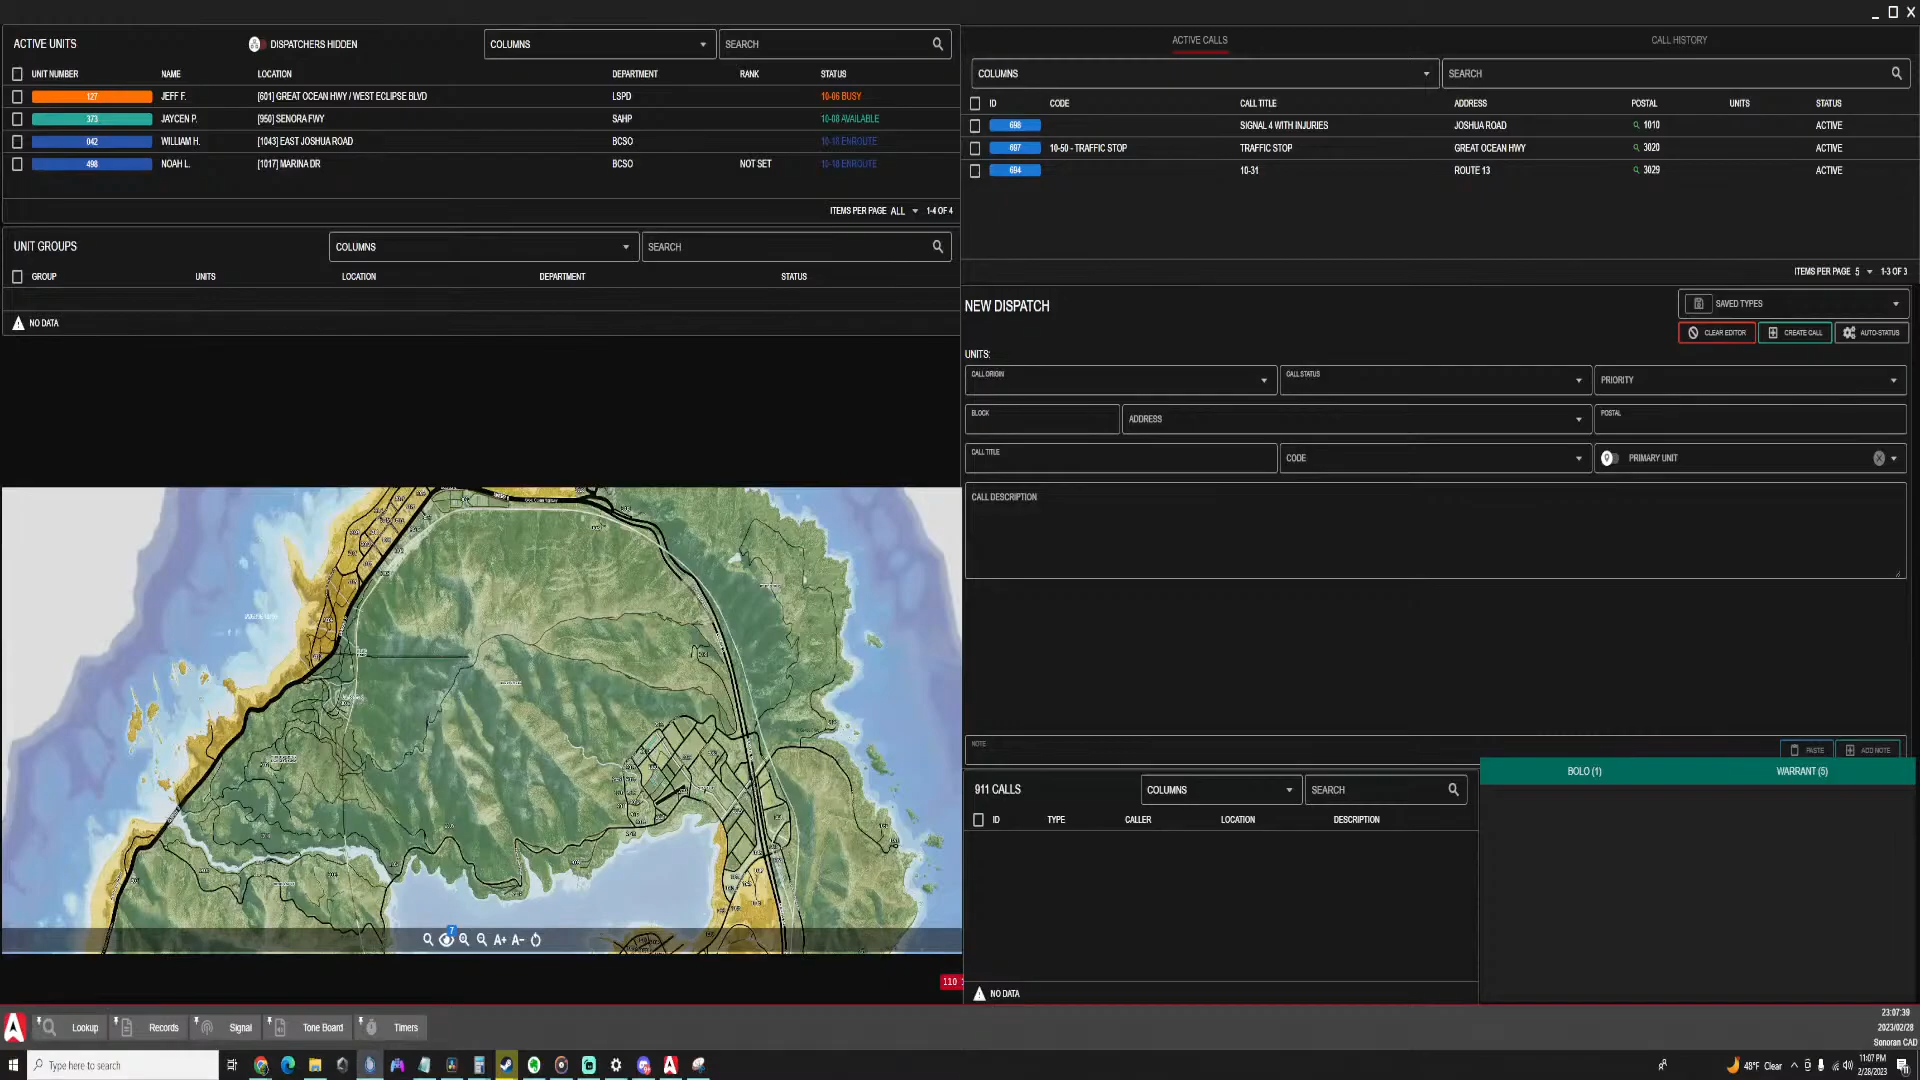 ACTIVE UNITS
DISPATCHERS HIDDEN
COLUMNS
SEARCH
UNIT NUMBER NAME LOCATION DEPARTMENT RANK STATUS
127 JEFF F. [601] GREAT OCEAN HWY / WEST ECLIPSE BLVD LSPD 10-06 BUSY
373 JAYCEN P. [950] SENORA FWY SAHP 10-08 AVAILABLE
042 WILLIAM H. [1043] EAST JOSHUA ROAD BCSO 10-18 ENROUTE
498 NOAH L. [1017] MARINA DR BCSO NOT SET 10-18 ENROUTE
ITEMS PER PAGE ALL 1-4 OF 4
UNIT GROUPS
COLUMNS
SEARCH
GROUP UNITS LOCATION DEPARTMENT STATUS
NO DATA
7
A+ A-
110
ACTIVE CALLS CALL HISTORY
COLUMNS
SEARCH
ID CODE CALL TITLE ADDRESS POSTAL UNITS STATUS
698 SIGNAL 4 WITH INJURIES JOSHUA ROAD 1010 ACTIVE
697 10-50 - TRAFFIC STOP TRAFFIC STOP GREAT OCEAN HWY 3020 ACTIVE
694 10-31 ROUTE 13 3029 ACTIVE
ITEMS PER PAGE 5 1-3 OF 3
NEW DISPATCH
SAVED TYPES
CLEAR EDITOR CREATE CALL AUTO-STATUS
UNITS:
CALL ORIGIN CALL STATUS PRIORITY
BLOCK ADDRESS POSTAL
CALL TITLE CODE PRIMARY UNIT
CALL DESCRIPTION
NOTE PASTE ADD NOTE
911 CALLS
COLUMNS
SEARCH
ID TYPE CALLER LOCATION DESCRIPTION
NO DATA
BOLO (1) WARRANT (5)
Lookup Records Signal Tone Board Timers
23:07:39
2023/02/28
Sonoran CAD
Type here to search
48°F Clear
11:07 PM
2/28/2023